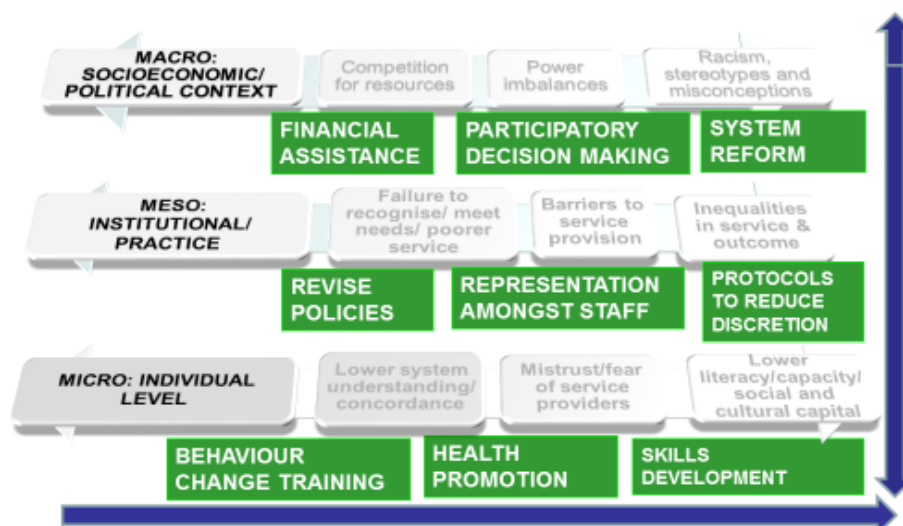 MACRO:
SOCIOECONOMIC/
POLITICAL CONTEXT
Competition
for resources
Power
imbalances
Racism,
stereotypes and
misconceptions
FINANCIAL
ASSISTANCE
PARTICIPATORY
DECISION MAKING
SYSTEM
REFORM
MESO:
INSTITUTIONAL/
PRACTICE
Failure to
recognise/ meet
needs/ poorer
service
Barriers to
service
provision
Inequalities
in service &
outcome
REVISE
POLICIES
REPRESENTATION
AMONGST STAFF
PROTOCOLS
TO REDUCE
DISCRETION
MICRO: INDIVIDUAL
LEVEL
Lower system
understanding/
concordance
Mistrust/fear
of service
providers
Lower
literacy/capacity/
social and
cultural capital
BEHAVIOUR
CHANGE TRAINING
HEALTH
PROMOTION
SKILLS
DEVELOPMENT